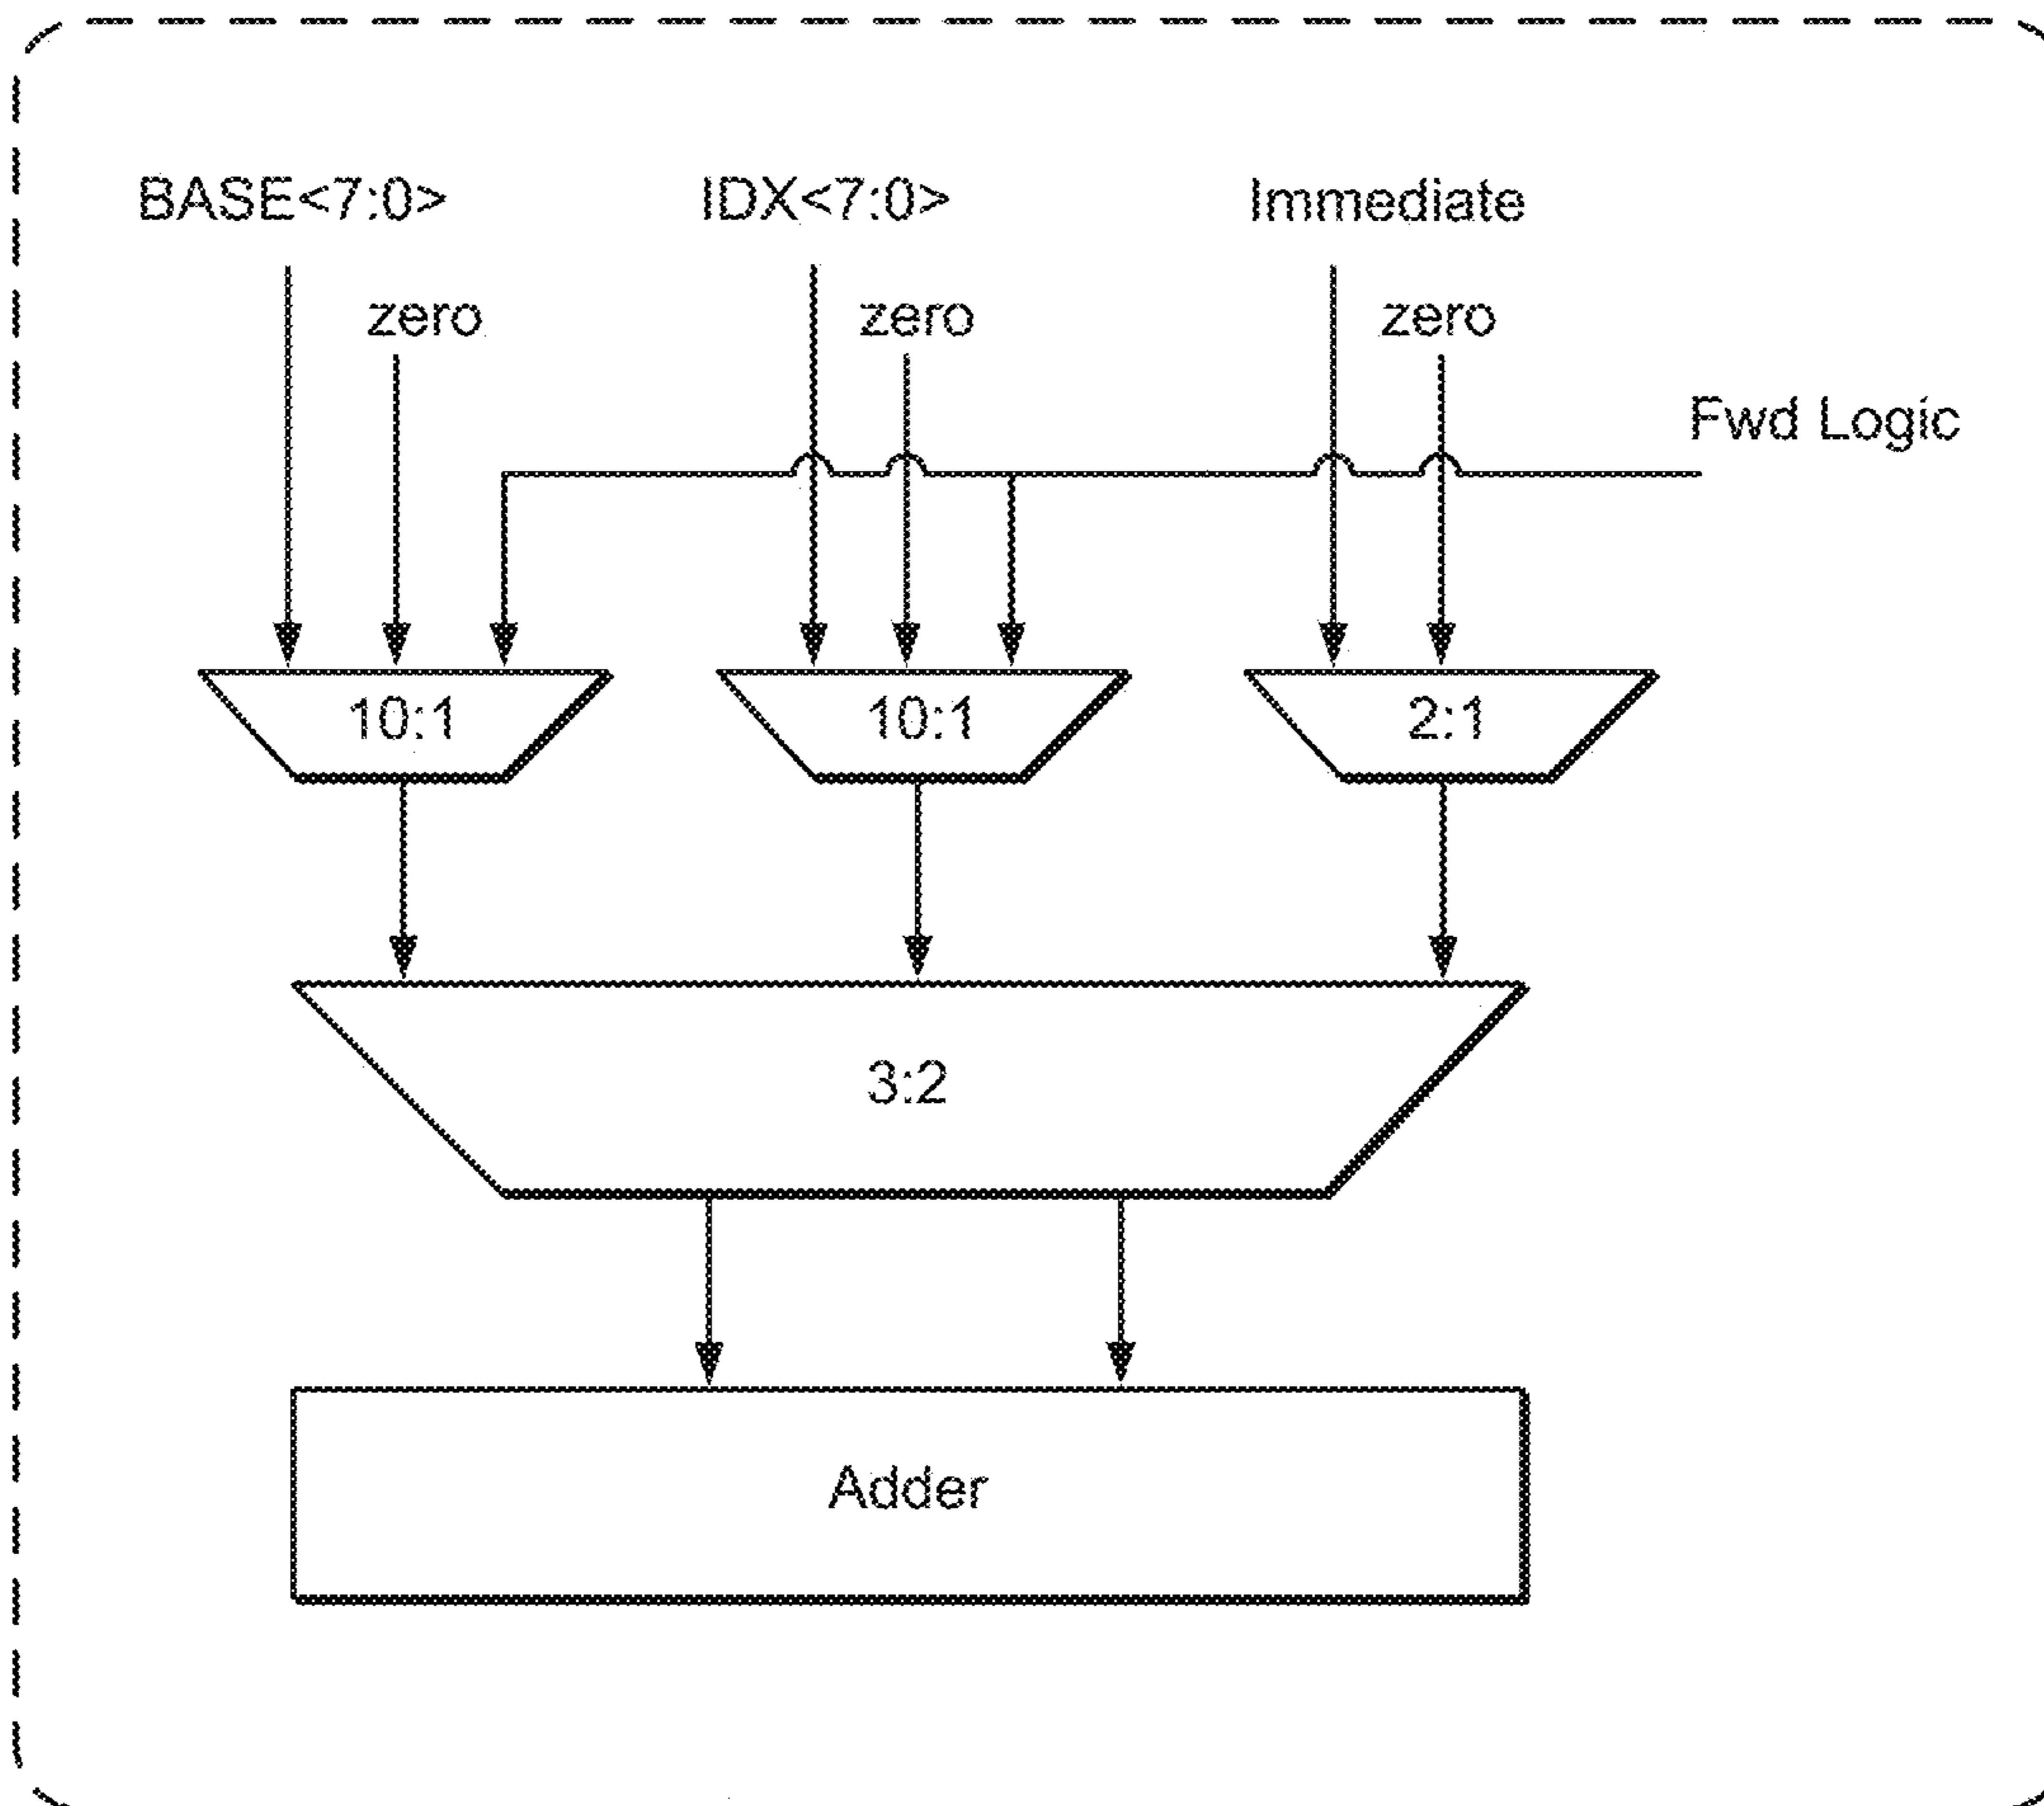 BASE<7:0> IDX<7:0> Immediate
zero zero zero
Fwd Logic
10:1 10:1 2:1
3:2
Adder